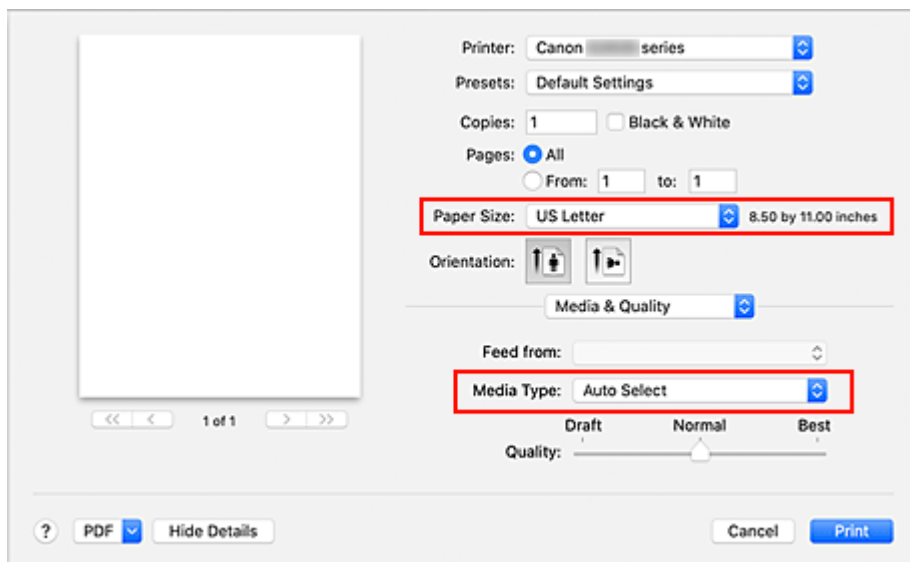 Printer: Canon series
Presets: Default Settings
Copies: 1 Black & White
Pages: All
From: 1 to: 1
Paper Size: US Letter 8.50 by 11.00 inches
Orientation:
Media & Quality
Feed from:
Media Type: Auto Select
<< < 1 of 1 > >>
Draft Normal Best
Quality:
? PDF Hide Details Cancel Print